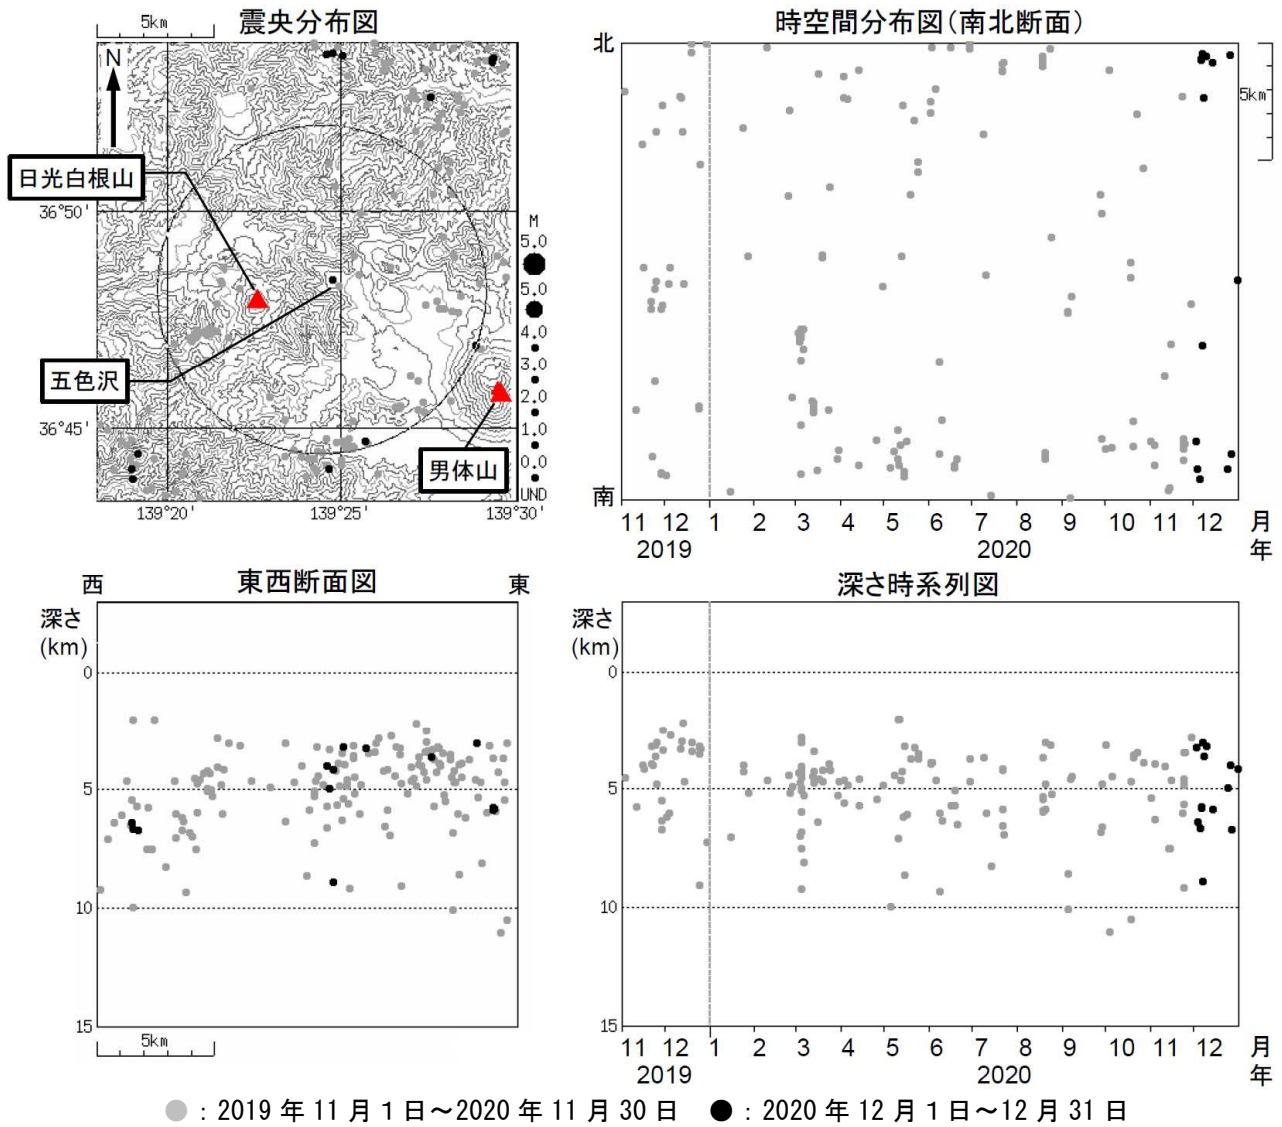 震央分布図
5km
N
日光白根山
36°50'
五色沢
36°45'
男体山
139°20'
139°25'
139°30'
M
5.0
5.0
4.0
3.0
2.0
1.0
0.0
UND
時空間分布図(南北断面)
北
南
5km
11 12 1 2 3 4 5 6 7 8 9 10 11 12 月
2019 2020 年
東西断面図
西 東
深さ
(km)
0
5
10
15
5km
深さ時系列図
深さ
(km)
0
5
10
15
11 12 1 2 3 4 5 6 7 8 9 10 11 12 月
2019 2020 年
●：2019 年 11 月 1 日～2020 年 11 月 30 日 ●：2020 年 12 月 1 日～12 月 31 日